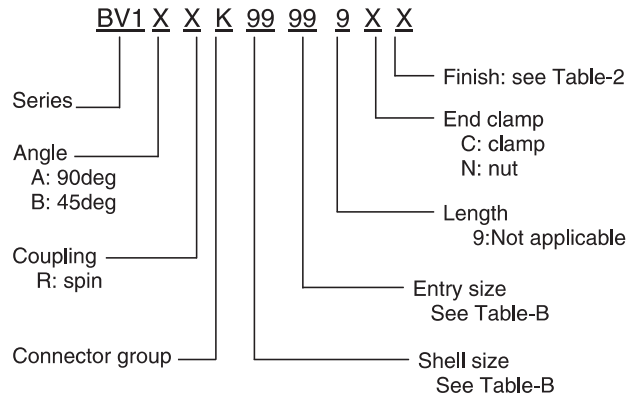 BV1 X X K 99 99 9 X X
Finish: see Table-2
Series
End clamp
C: clamp
N: nut
Angle
A: 90deg
B: 45deg
Length
9:Not applicable
Coupling
R: spin
Entry size
See Table-B
Connector group
Shell size
See Table-B